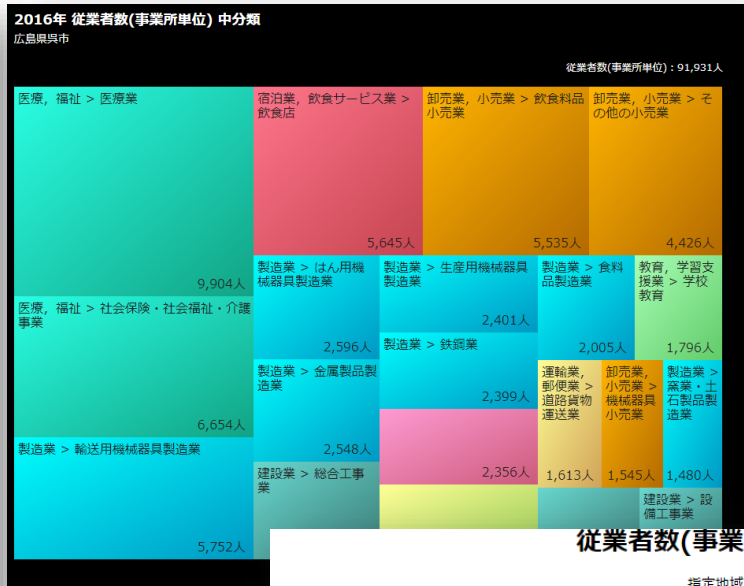 2016年 従業者数(事業所単位) 中分類
広島県呉市
従業者数(事業所単位) : 91,931人
医療，福祉 > 医療業
9,904人
医療，福祉 > 社会保険・社会福祉・介護
事業
6,654人
製造業 > 輸送用機械器具製造業
5,752人
宿泊業，飲食サービス業 >
飲食店
5,645人
卸売業，小売業 > 飲食料品
小売業
5,535人
卸売業，小売業 > そ
の他の小売業
4,426人
製造業 > はん用機
械器具製造業
2,596人
製造業 > 生産用機械器具
製造業
2,401人
製造業 > 食料
品製造業
2,005人
教育，学習支
援業 > 学校
教育
1,796人
製造業 > 金属製品製
造業
2,548人
製造業 > 鉄鋼業
2,399人
2,356人
運輸業，
郵便業 >
道路貨物
運送業
1,613人
卸売業，
小売業 >
機械器具
小売業
1,545人
製造業 >
窯業・土
石製品製
造業
1,480人
建設業 > 総合工事
業
建設業 > 設
備工事業
従業者数(事業
指定地域